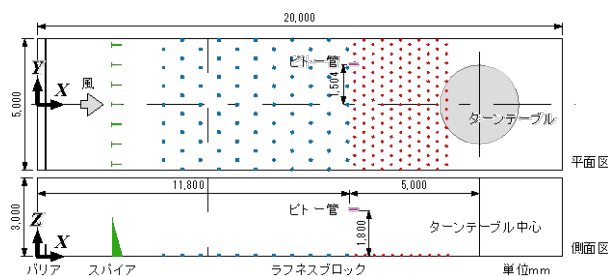 20,000
ピトー管
風
Y
X
1,504
5,000
ターンテーブル
平面図
11,800
5,000
3,000
ピトー管
1,800
ターンテーブル中心
Z
X
側面図
バリア
スパイア
ラフネスブロック
単位mm